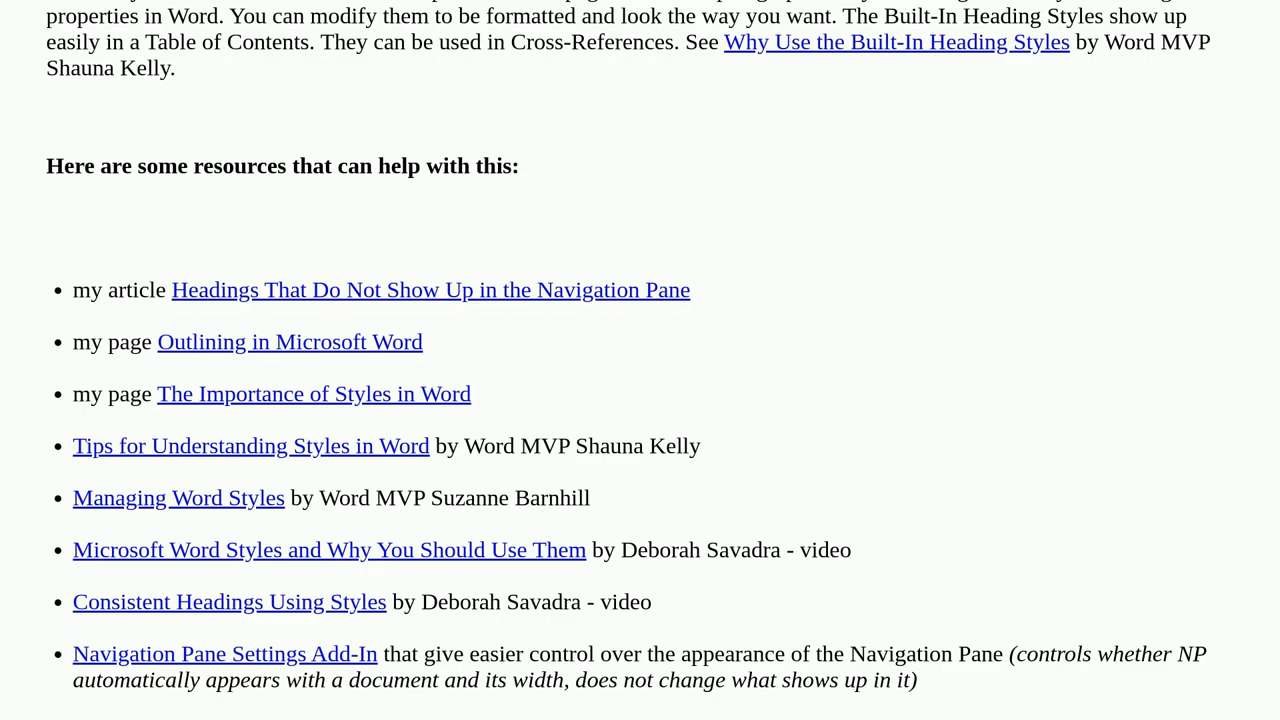 properties in Word. You can modify them to be formatted and look the way you want. The Built-In Heading Styles show up
easily in a Table of Contents. They can be used in Cross-References. See Why Use the Built-In Heading Styles by Word MVP
Shauna Kelly.
Here are some resources that can help with this:
• my article Headings That Do Not Show Up in the Navigation Pane
• my page Outlining in Microsoft Word
• my page The Importance of Styles in Word
• Tips for Understanding Styles in Word by Word MVP Shauna Kelly
• Managing Word Styles by Word MVP Suzanne Barnhill
• Microsoft Word Styles and Why You Should Use Them by Deborah Savadra - video
• Consistent Headings Using Styles by Deborah Savadra - video
• Navigation Pane Settings Add-In that give easier control over the appearance of the Navigation Pane (controls whether NP
automatically appears with a document and its width, does not change what shows up in it)